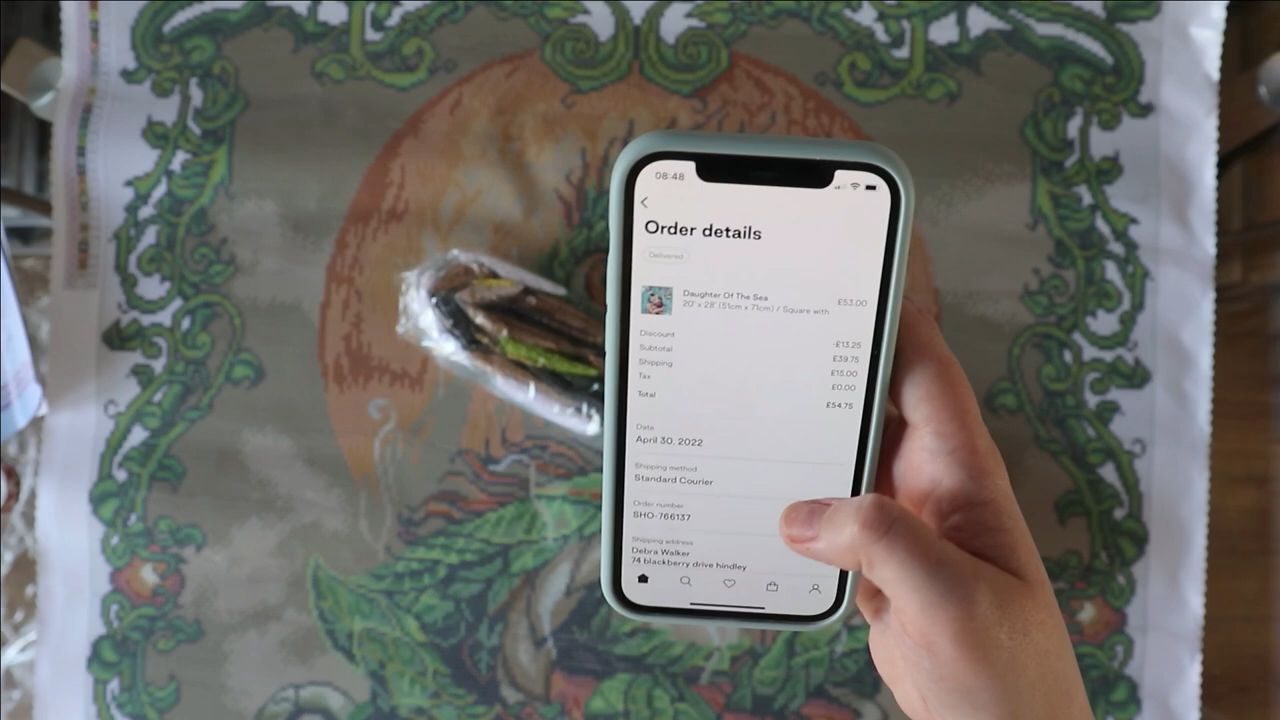 08:48
Order details
Delivered
Daughter Of The Sea £53.00
20" x 28" (51cm x 71cm) / Square with
Discount -£13.25
Subtotal £39.75
Shipping £15.00
Tax £0.00
Total £54.75
Date
April 30, 2022
Shipping method
Standard Courier
Order number
SHO-766137
Shipping address
Debra Walker
74 blackberry drive hindley